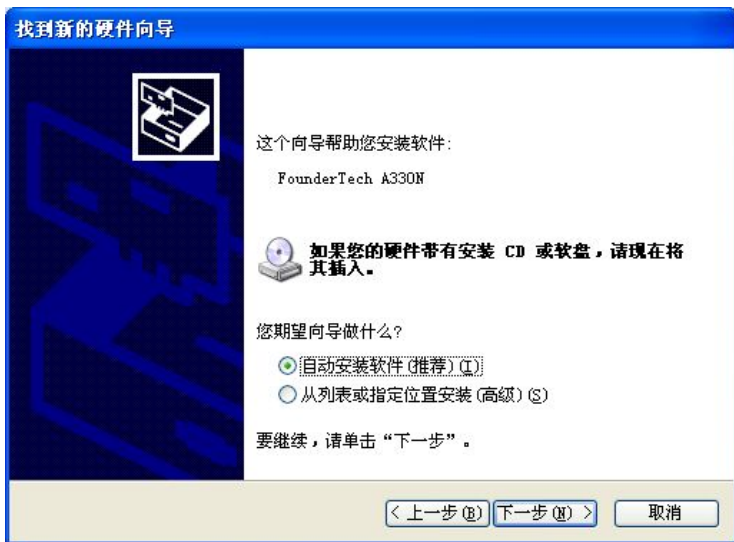 找到新的硬件向导
这个向导帮助您安装软件:
FounderTech A330N
如果您的硬件带有安装 CD 或软盘，请现在将
其插入。
您期望向导做什么?
自动安装软件(推荐)(I)
从列表或指定位置安装(高级)(S)
要继续，请单击“下一步”。
< 上一步(B) 下一步(N) > 取消